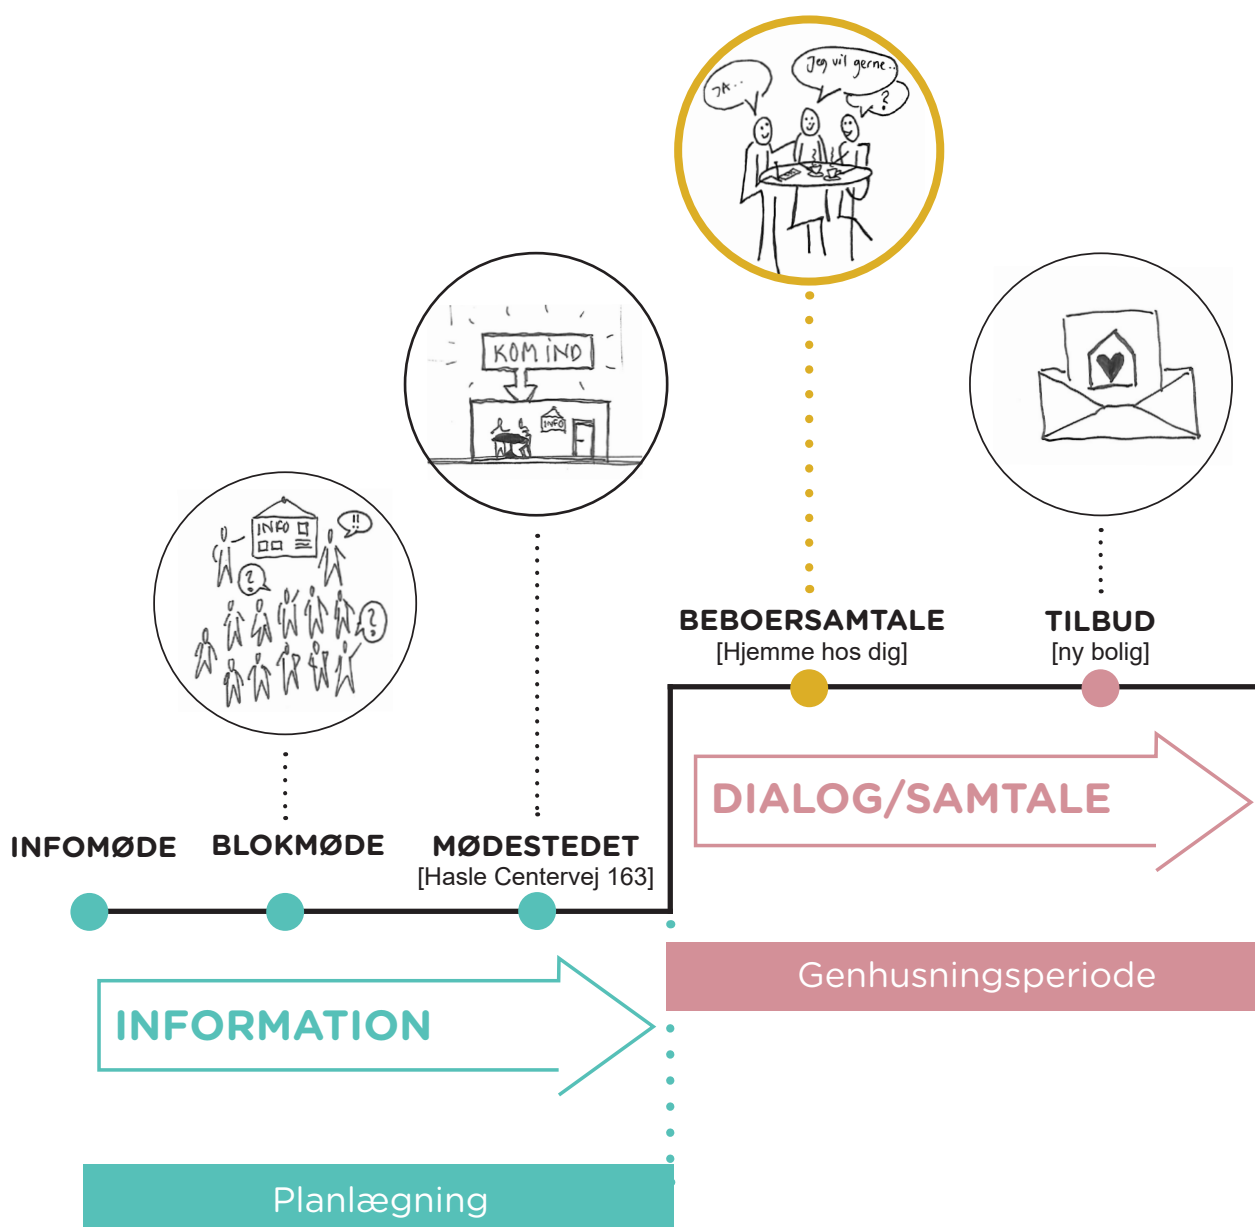 JA..
Jeg vil gerne..
?
KOM IND
INFO
INFO
!!
?
?
BEBOERSAMTALE
[Hjemme hos dig]
TILBUD
[ny bolig]
DIALOG/SAMTALE
INFOMØDE
BLOKMØDE
MØDESTEDET
[Hasle Centervej 163]
Genhusningsperiode
INFORMATION
Planlægning